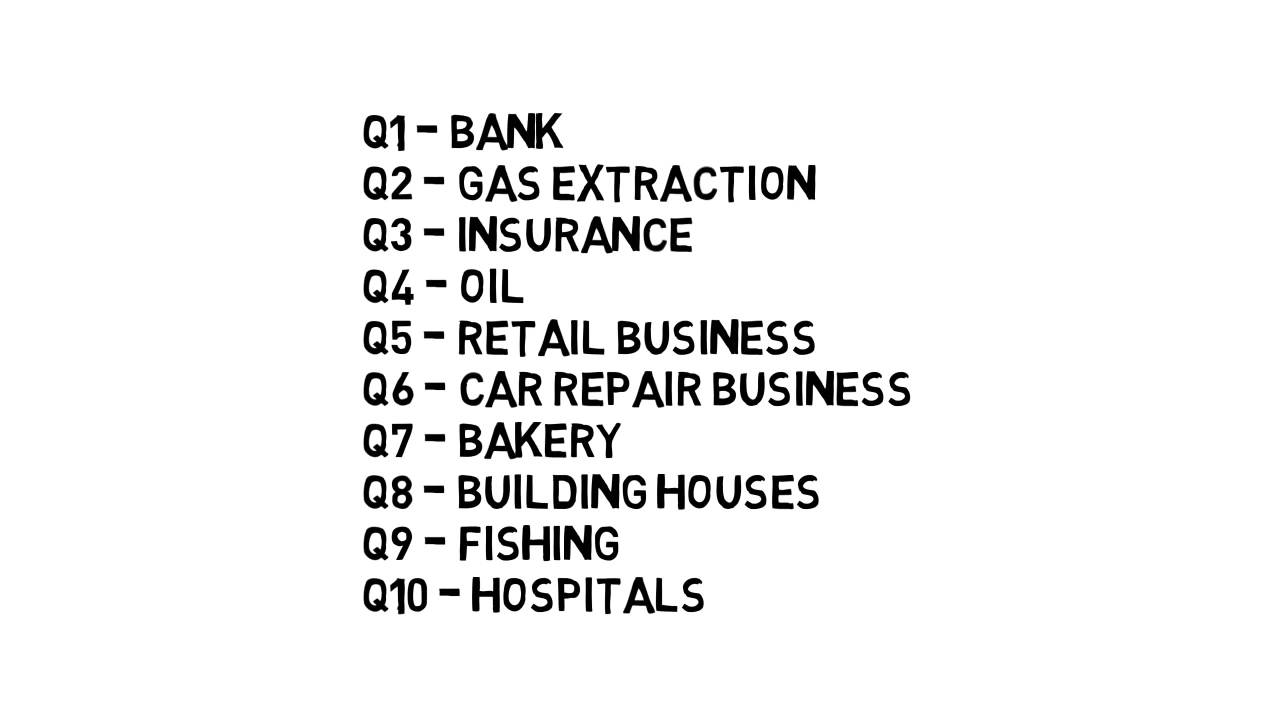 Q1 - BANK
Q2 - GAS EXTRACTION
Q3 - INSURANCE
Q4 - OIL
Q5 - RETAIL BUSINESS
Q6 - CAR REPAIR BUSINESS
Q7 - BAKERY
Q8 - BUILDING HOUSES
Q9 - FISHING
Q10 - HOSPITALS